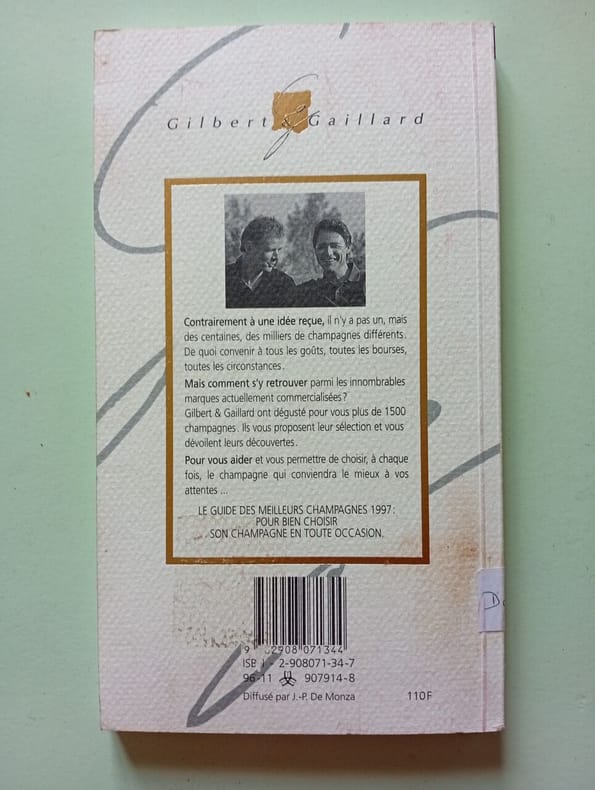 Gilbert & Gaillard
Contrairement à une idée reçue, il n'y a pas un, mais
des centaines, des milliers de champagnes différents.
De quoi convenir à tous les goûts, toutes les bourses,
toutes les circonstances.
Mais comment s'y retrouver parmi les innombrables
marques actuellement commercialisées?
Gilbert & Gaillard ont dégusté pour vous plus de 1500
champagnes. Ils vous proposent leur sélection et vous
dévoilent leurs découvertes.
Pour vous aider et vous permettre de choisir, à chaque
fois, le champagne qui conviendra le mieux à vos
attentes ...
LE GUIDE DES MEILLEURS CHAMPAGNES 1997:
POUR BIEN CHOISIR
SON CHAMPAGNE EN TOUTE OCCASION.
9 782908 071344
ISBN - 2-908071-34-7
96-11 907914-8
Diffusé par J.-P. De Monza 110F